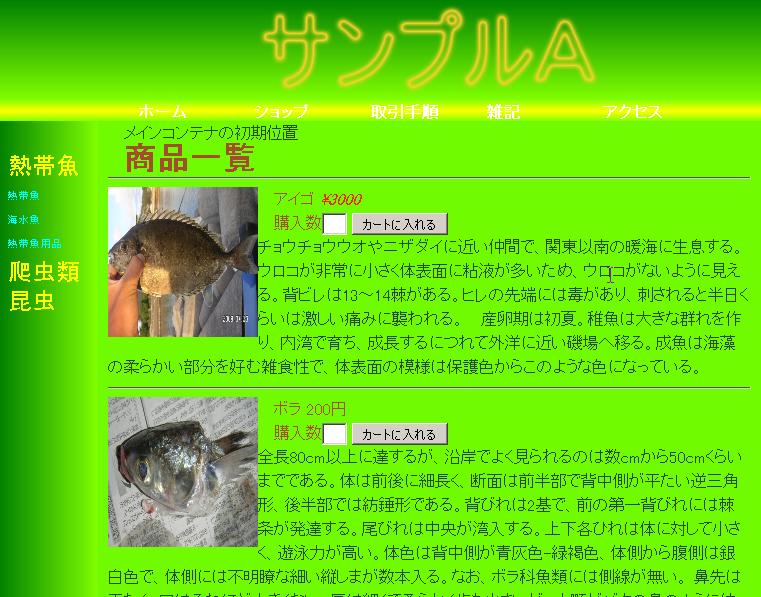 サンプルA
ホーム ショップ 取引手順 雑記 アクセス
メインコンテナの初期位置
商品一覧
熱帯魚
熱帯魚
海水魚
熱帯魚用品
爬虫類
昆虫
アイゴ ¥3000
購入数 カートに入れる
チョウチョウウオやニザダイに近い仲間で、関東以南の暖海に生息する。
ウロコが非常に小さく体表面に粘液が多いため、ウロコがないように見え
る。背ビレは13～14棘がある。ヒレの先端には毒があり、刺されると半日く
らいは激しい痛みに襲われる。 産卵期は初夏。稚魚は大きな群れを作
り、内湾で育ち、成長するにつれて外洋に近い磯場へ移る。成魚は海藻
の柔らかい部分を好む雑食性で、体表面の模様は保護色からこのような色になっている。
ボラ 200円
購入数 カートに入れる
全長80cm以上に達するが、沿岸でよく見られるのは数cmから50cmくらい
までである。体は前後に細長く、断面は前半部で背中側が平たい逆三角
形、後半部では紡錘形である。背びれは2基で、前の第一背びれには棘
条が発達する。尾びれは中央が湾入する。上下各ひれは体に対して小さ
く、遊泳力が高い。体色は背中側が青灰色-緑褐色、体側から腹側は銀
白色で、体側には不明瞭な細い縦しまが数本入る。なお、ボラ科魚類には側線が無い。 鼻先は